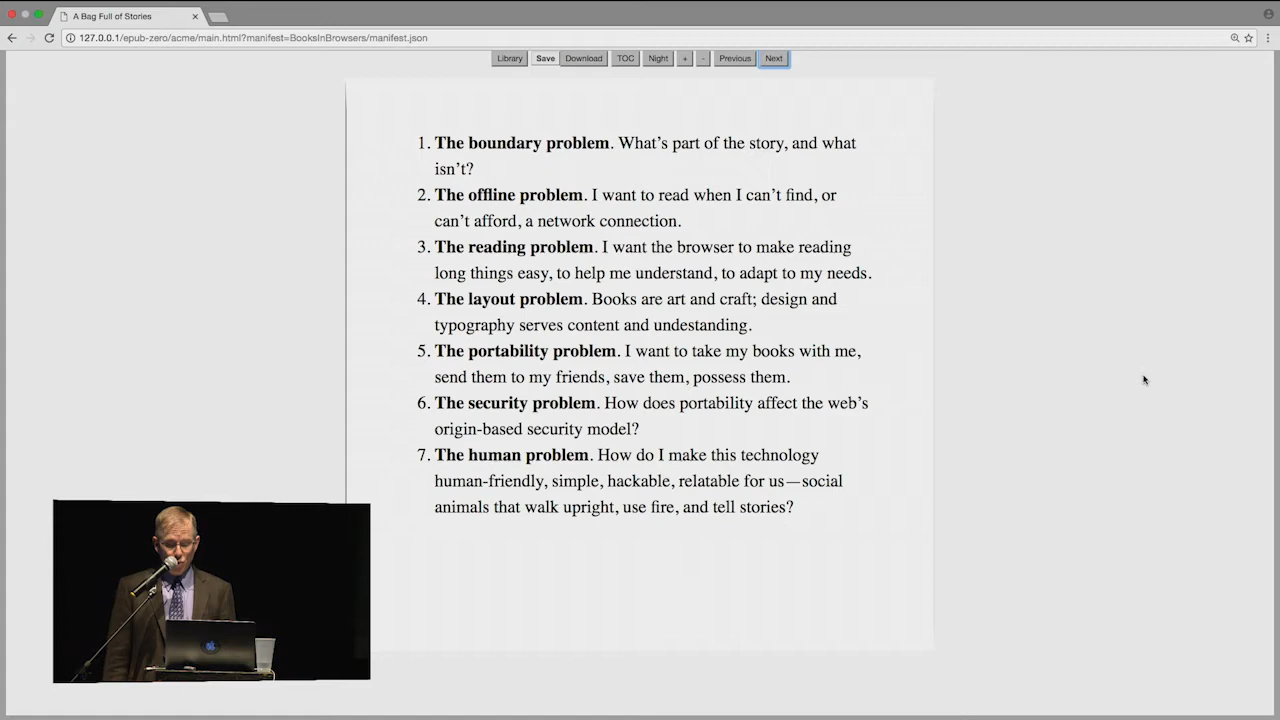 A Bag Full of Stories
127.0.0.1/epub-zero/acme/main.html?manifest=BooksInBrowsers/manifest.json
Library Save Download TOC Night + - Previous Next
1. The boundary problem. What’s part of the story, and what
isn’t?
2. The offline problem. I want to read when I can’t find, or
can’t afford, a network connection.
3. The reading problem. I want the browser to make reading
long things easy, to help me understand, to adapt to my needs.
4. The layout problem. Books are art and craft; design and
typography serves content and undestanding.
5. The portability problem. I want to take my books with me,
send them to my friends, save them, possess them.
6. The security problem. How does portability affect the web’s
origin-based security model?
7. The human problem. How do I make this technology
human-friendly, simple, hackable, relatable for us—social
animals that walk upright, use fire, and tell stories?